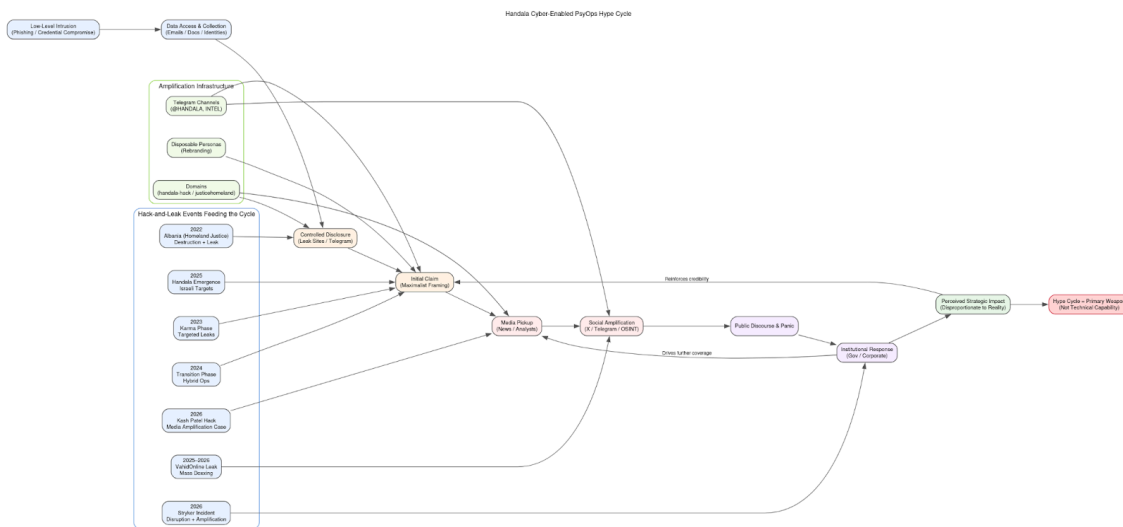 Handala Cyber-Enabled PsyOps Hype Cycle
Low-Level Intrusion
(Phishing / Credential Compromise)
Data Access & Collection
(Emails / Docs / Identities)
Amplification Infrastructure
Telegram Channels
(@HANDALA, INTEL)
Disposable Personas
(Rebranding)
Domains
(handala-hack / justicehomeland)
Hack-and-Leak Events Feeding the Cycle
2022
Albania (Homeland Justice)
Destruction + Leak
2025
Handala Emergence
Israeli Targets
2023
Karma Phase
Targeted Leaks
2024
Transition Phase
Hybrid Ops
2026
Kash Patel Hack
Media Amplification Case
2025–2026
VahidOnline Leak
Mass Doxxing
2026
Stryker Incident
Disruption + Amplification
Controlled Disclosure
(Leak Sites / Telegram)
Initial Claim
(Maximalist Framing)
Media Pickup
(News / Analysts)
Social Amplification
(X / Telegram / OSINT)
Public Discourse & Panic
Institutional Response
(Gov / Corporate)
Reinforces credibility
Drives further coverage
Perceived Strategic Impact
(Disproportionate to Reality)
Hype Cycle = Primary Weapon
(Not Technical Capability)